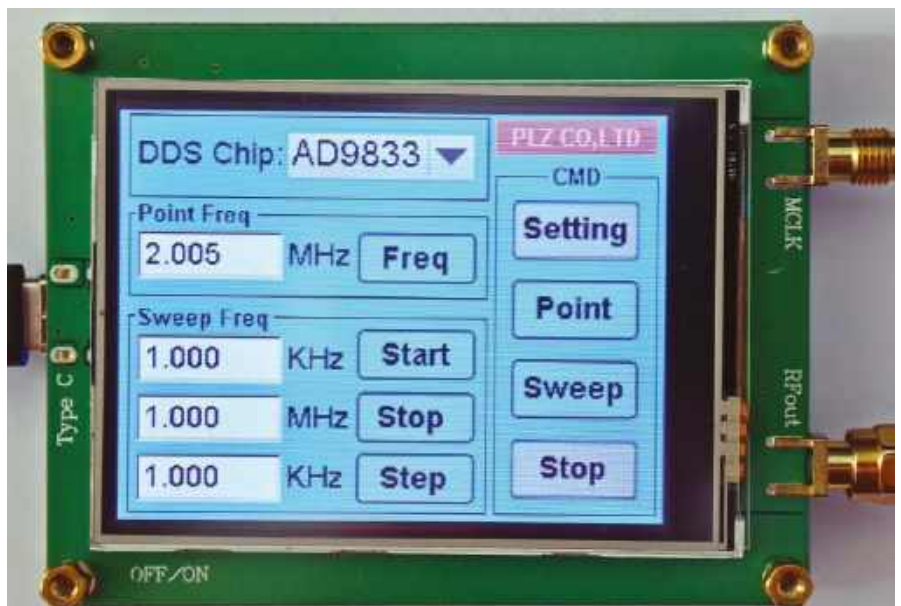 DDS Chip: AD9833
PLZ CO,LTD
CMD
Point Freq
2.005 MHz Freq
Setting
Point
Sweep Freq
1.000 KHz Start
1.000 MHz Stop
1.000 KHz Step
Sweep
Stop
Type C
MCLK
RFout
OFF/ON